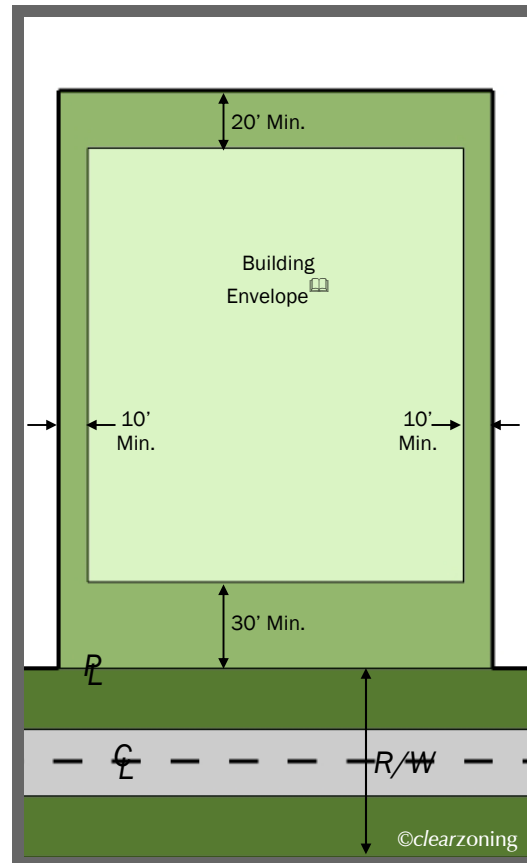 20’ Min.
Building
Envelope
10’
Min.
10’
Min.
30’ Min.
PL
CL
R/W
©clearzoning